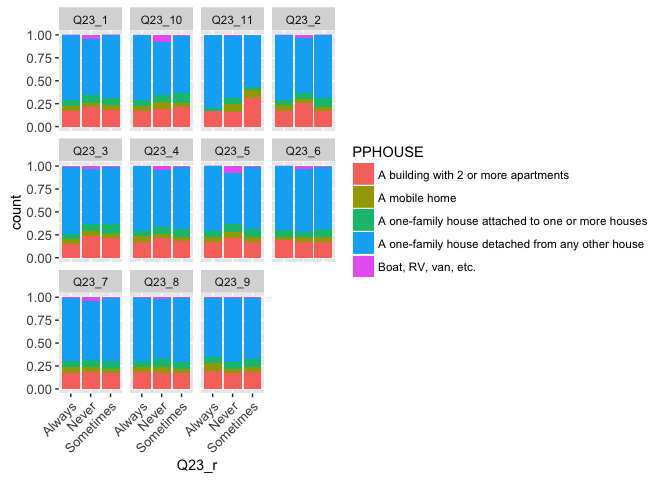 Q23_1 Q23_10 Q23_11 Q23_2
1.00
0.75
0.50
0.25
0.00
Q23_3 Q23_4 Q23_5 Q23_6
1.00
0.75
0.50
0.25
0.00
Q23_7 Q23_8 Q23_9
1.00
0.75
0.50
0.25
0.00
count
Always Never Sometimes Always Never Sometimes Always Never Sometimes
Q23_r
PPHOUSE
A building with 2 or more apartments
A mobile home
A one-family house attached to one or more houses
A one-family house detached from any other house
Boat, RV, van, etc.